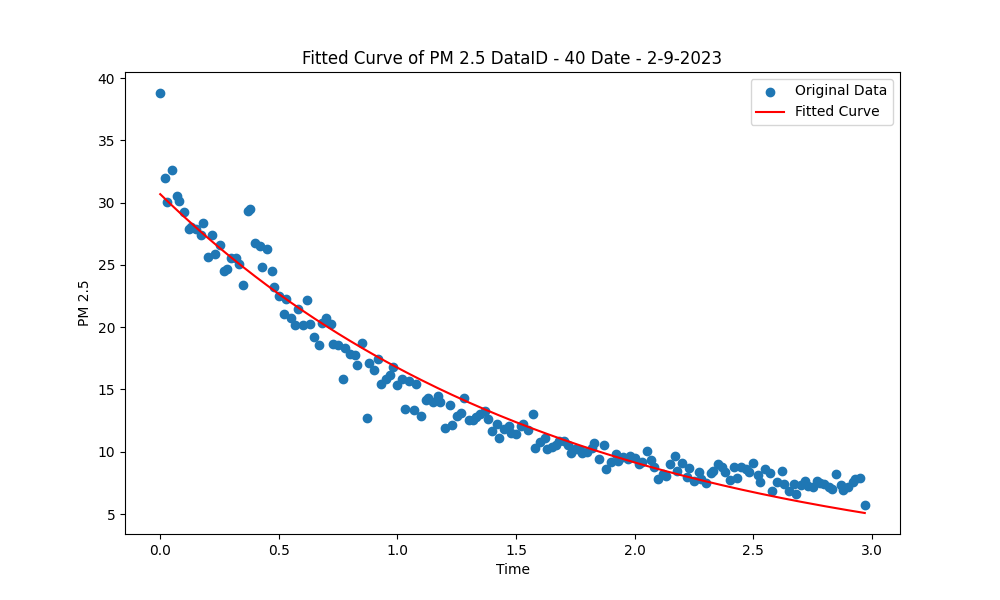 Fitted Curve of PM 2.5 DataID - 40 Date - 2-9-2023
Original Data
Fitted Curve
PM 2.5
40
35
30
25
20
15
10
5
0.0 0.5 1.0 1.5 2.0 2.5 3.0
Time